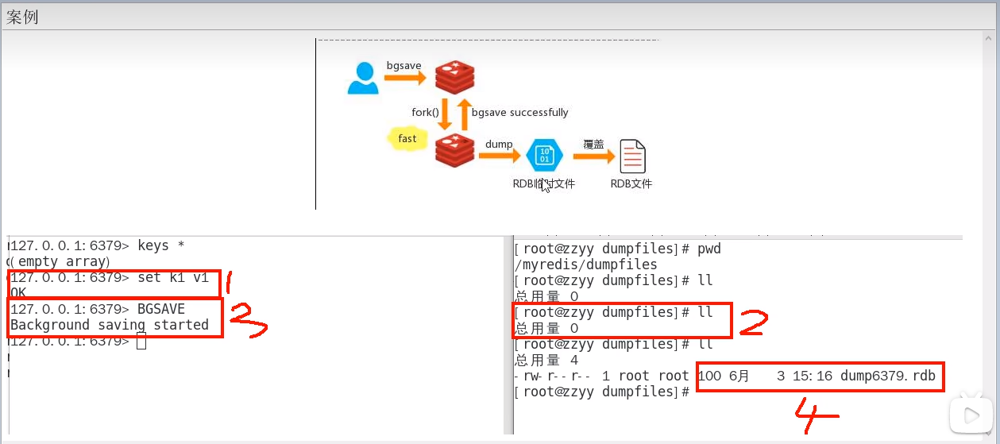 案例
bgsave
fork()
bgsave successfully
fast
dump
覆盖
RDB临时文件
RDB文件
127.0.0.1:6379> keys *
(empty array)
127.0.0.1:6379> set k1 v1
OK
127.0.0.1:6379> BGSAVE
Background saving started
127.0.0.1:6379>
1
3
[root@zzyy dumpfiles]# pwd
/myredis/dumpfiles
[root@zzyy dumpfiles]# ll
总用量 0
[root@zzyy dumpfiles]# ll
总用量 0
[root@zzyy dumpfiles]# ll
总用量 4
-rw-r--r-- 1 root root 100 6月 3 15:16 dump6379.rdb
[root@zzyy dumpfiles]#
2
4